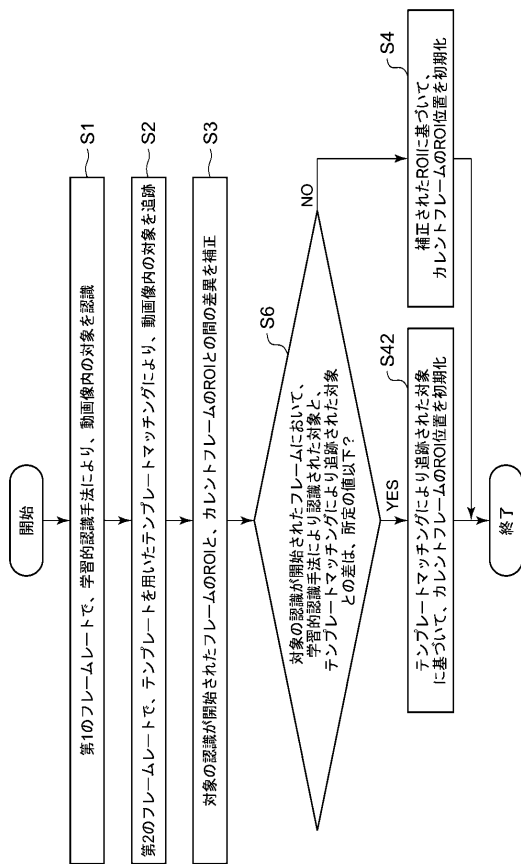 開始
第1のフレームレートで、学習的認識手法により、動画像内の対象を認識
S1
第2のフレームレートで、テンプレートを用いたテンプレートマッチングにより、動画像内の対象を追跡
S2
対象の認識が開始されたフレームのROIと、カレントフレームのROIとの間の差異を補正
S3
対象の認識が開始されたフレームにおいて、
学習的認識手法により認識された対象と、
テンプレートマッチングにより追跡された対象
との差は、所定の値以下?
S6
NO
YES
テンプレートマッチングにより追跡された対象
に基づいて、カレントフレームのROI位置を初期化
S42
補正されたROIに基づいて、
カレントフレームのROI位置を初期化
S4
終了